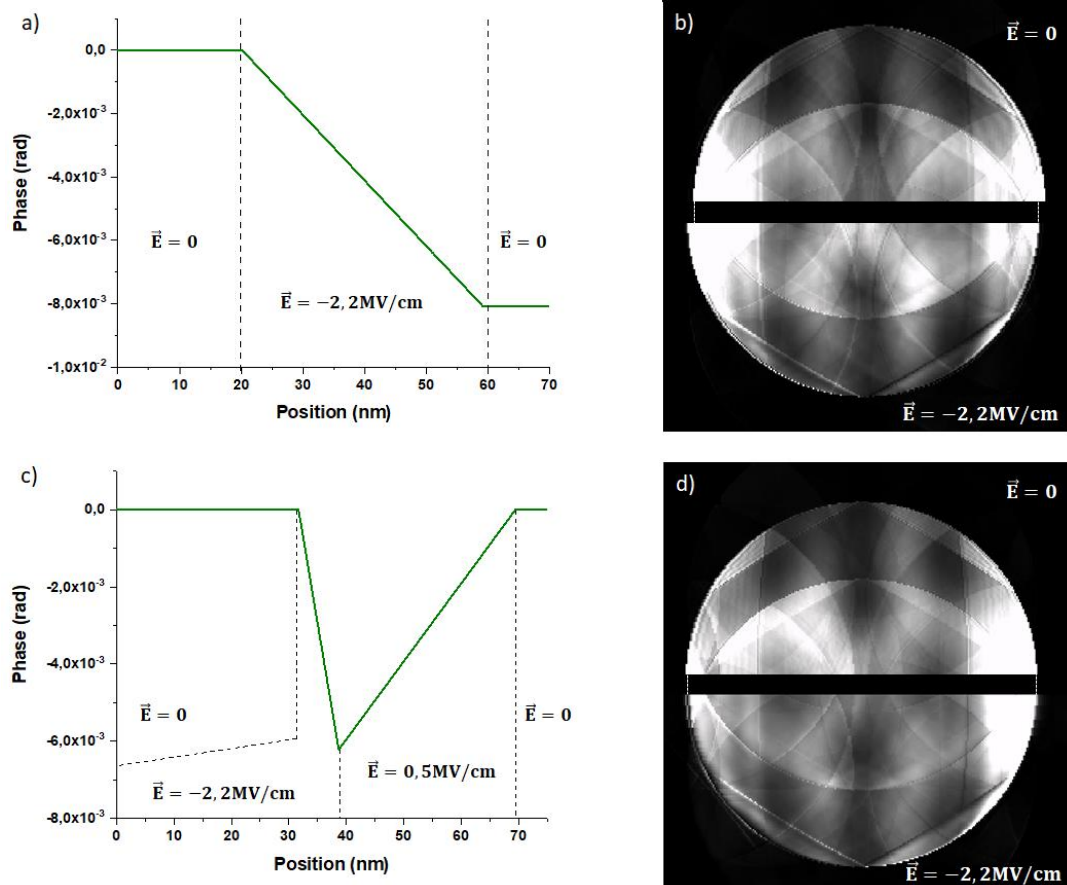 a)
Phase (rad)
0,0
-2,0x10⁻³
-4,0x10⁻³
-6,0x10⁻³
-8,0x10⁻³
-1,0x10⁻²
E⃗ = 0
E⃗ = −2,2MV/cm
E⃗ = 0
0 10 20 30 40 50 60 70
Position (nm)
b)
E⃗ = 0
E⃗ = −2,2MV/cm
c)
Phase (rad)
0,0
-2,0x10⁻³
-4,0x10⁻³
-6,0x10⁻³
-8,0x10⁻³
E⃗ = 0
E⃗ = −2,2MV/cm
E⃗ = 0,5MV/cm
E⃗ = 0
0 10 20 30 40 50 60 70
Position (nm)
d)
E⃗ = 0
E⃗ = −2,2MV/cm